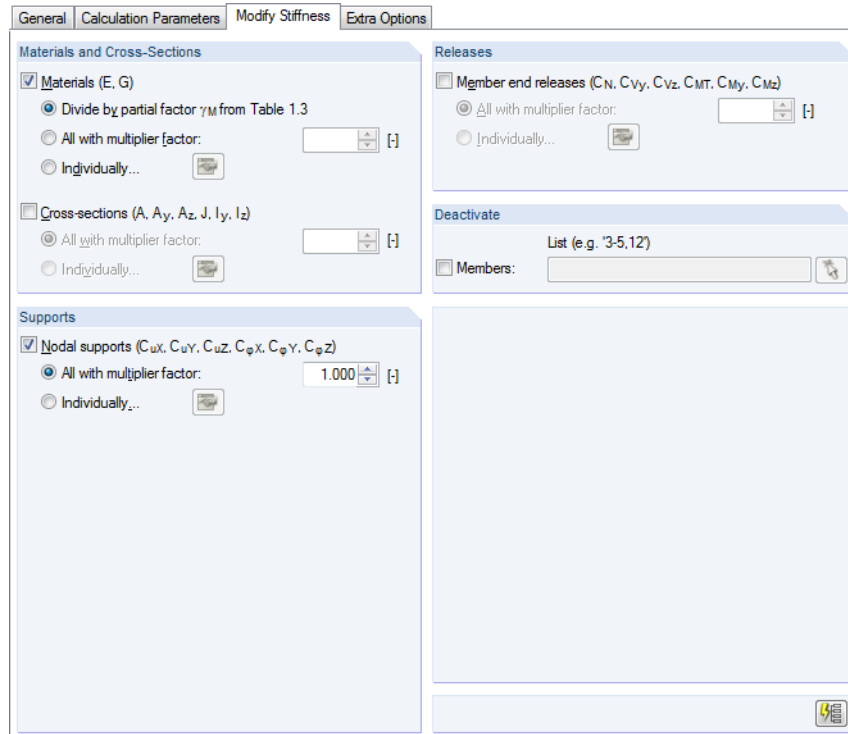 General Calculation Parameters Modify Stiffness Extra Options
Materials and Cross-Sections
Materials (E, G)
Divide by partial factor γM from Table 1.3
All with multiplier factor: [-]
Individually...
Cross-sections (A, Ay, Az, J, Iy, Iz)
All with multiplier factor: [-]
Individually...
Supports
Nodal supports (CuX, CuY, CuZ, CφX, CφY, CφZ)
All with multiplier factor: 1.000 [-]
Individually...
Releases
Member end releases (CN, CVy, CVz, CMT, CMy, CMz)
All with multiplier factor: [-]
Individually...
Deactivate
List (e.g. '3-5,12')
Members: